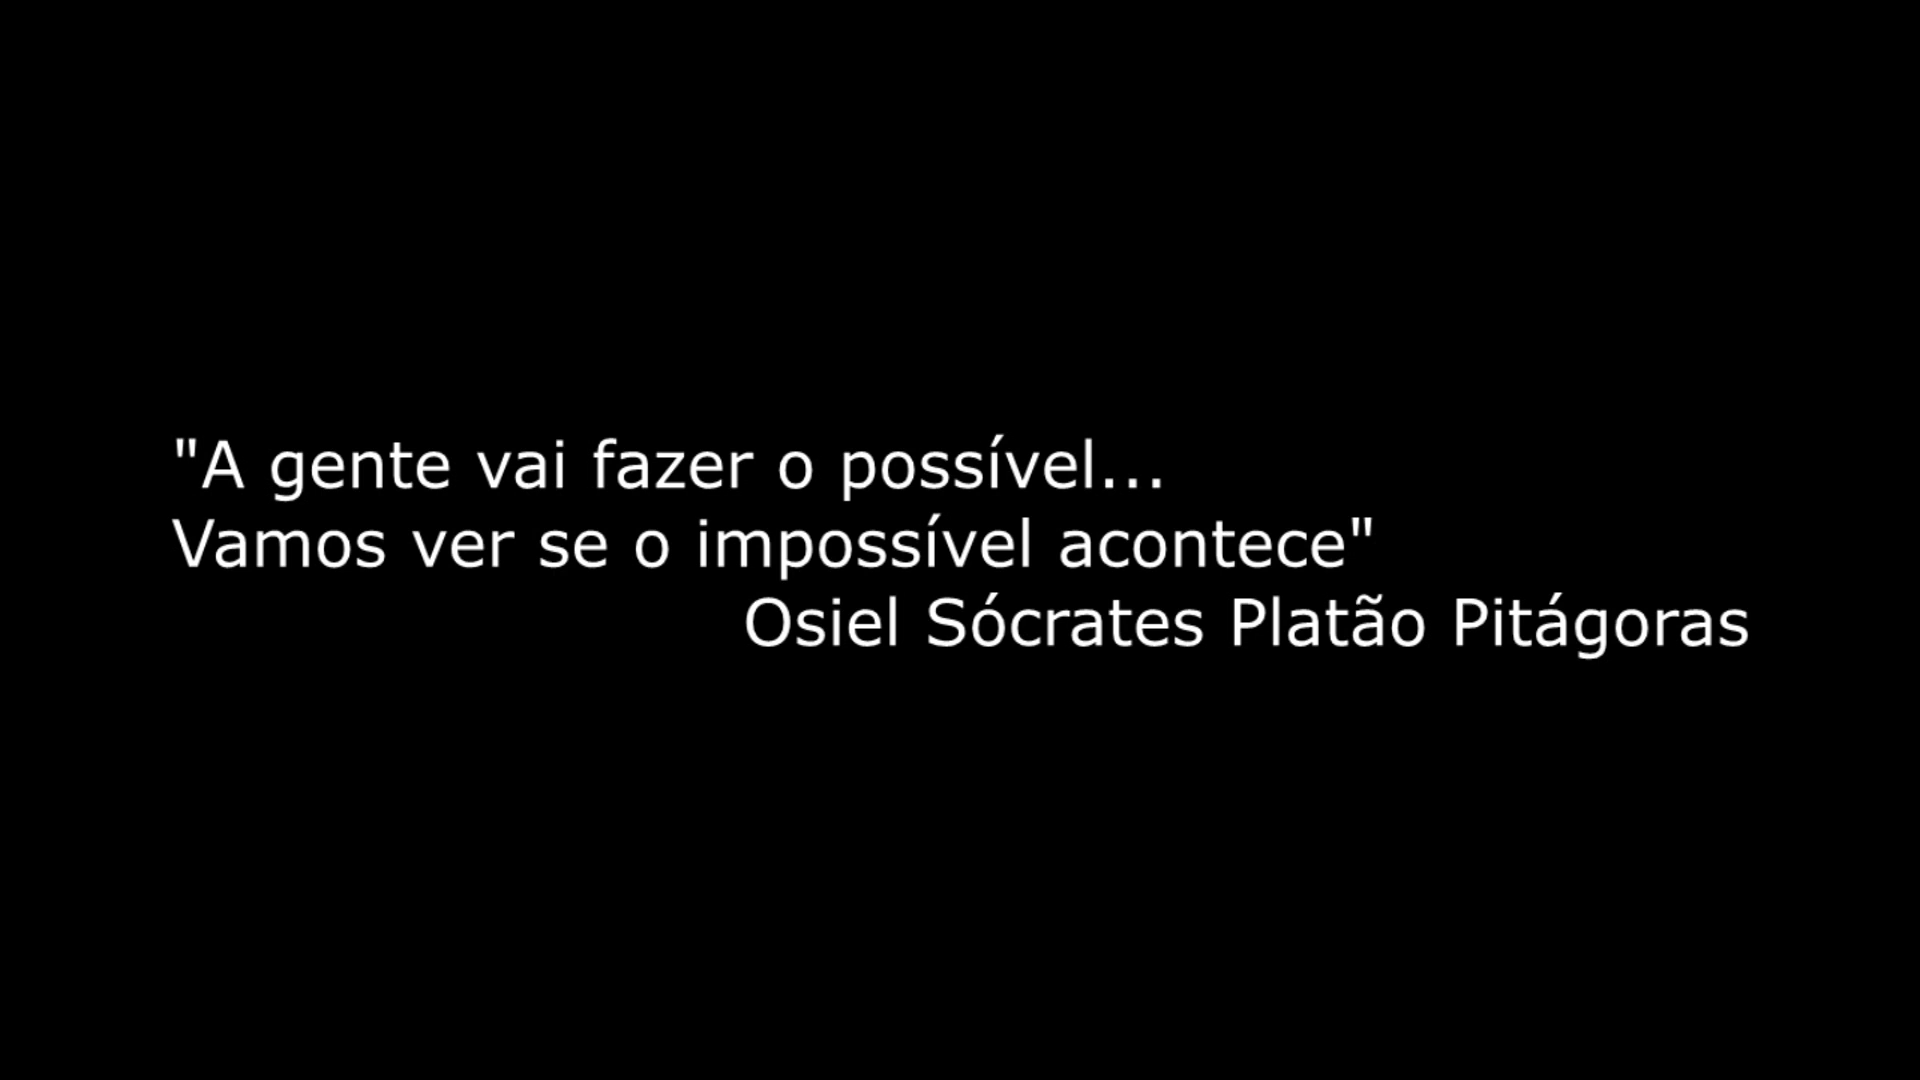 "A gente vai fazer o possível...
Vamos ver se o impossível acontece"
Osiel Sócrates Platão Pitágoras